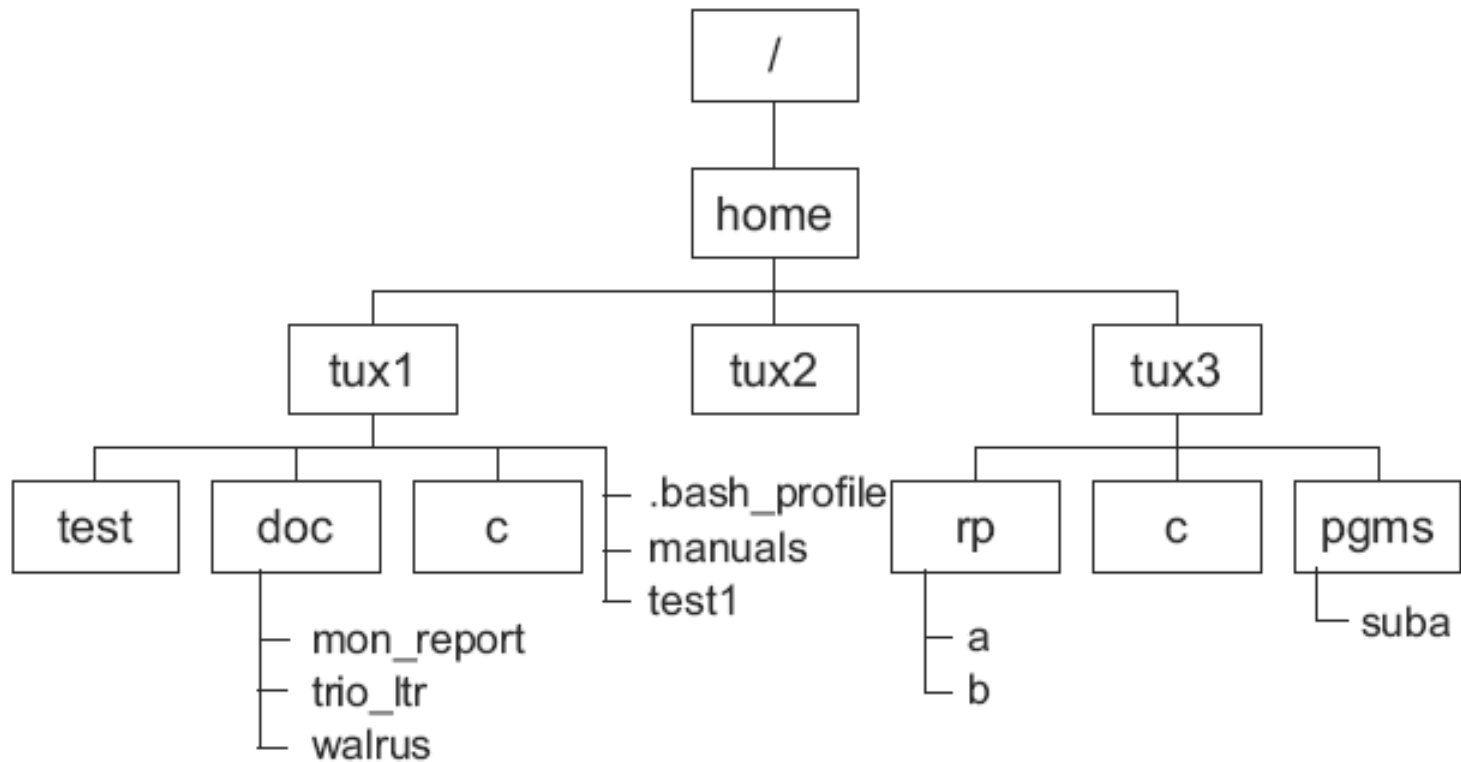 /
home
tux1
tux2
tux3
test
doc
c
.bash_profile
manuals
test1
rp
c
pgms
mon_report
trio_ltr
walrus
a
b
suba